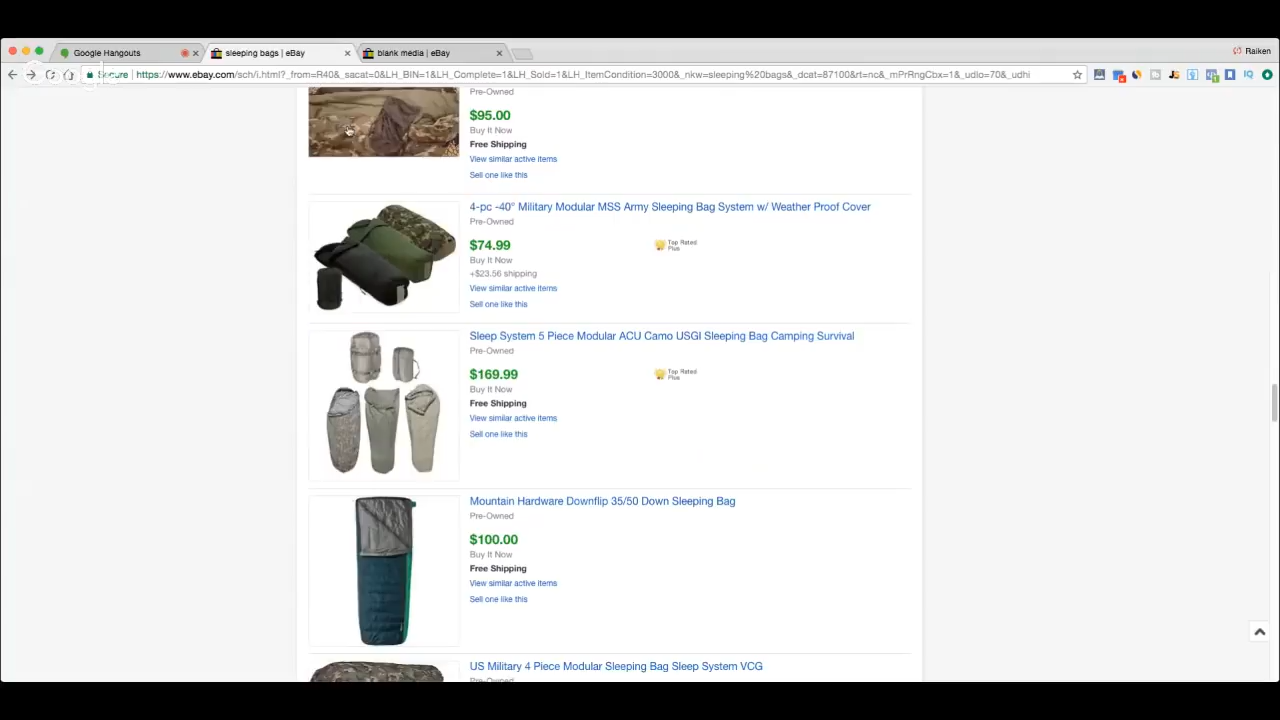 Google Hangouts
sleeping bags | eBay
blank media | eBay
Raiken
Secure
https://www.ebay.com/sch/i.html?_from=R40&_sacat=0&LH_BIN=1&LH_Complete=1&LH_Sold=1&LH_ItemCondition=3000&_nkw=sleeping%20bags&_dcat=87100&rt=nc&_mPrRngCbx=1&_udlo=70&_udhi
Pre-Owned
$95.00
Buy It Now
Free Shipping
View similar active items
Sell one like this
4-pc -40° Military Modular MSS Army Sleeping Bag System w/ Weather Proof Cover
Pre-Owned
$74.99
Top Rated
Plus
Buy It Now
+$23.56 shipping
View similar active items
Sell one like this
Sleep System 5 Piece Modular ACU Camo USGI Sleeping Bag Camping Survival
Pre-Owned
$169.99
Top Rated
Plus
Buy It Now
Free Shipping
View similar active items
Sell one like this
Mountain Hardware Downflip 35/50 Down Sleeping Bag
Pre-Owned
$100.00
Buy It Now
Free Shipping
View similar active items
Sell one like this
US Military 4 Piece Modular Sleeping Bag Sleep System VCG
Pre-Owned